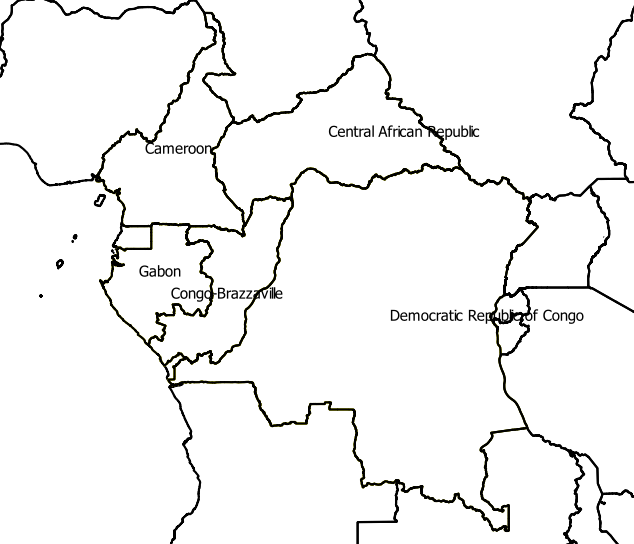 Central African Republic
Cameroon
Gabon
Congo-Brazzaville
Democratic Republic of Congo